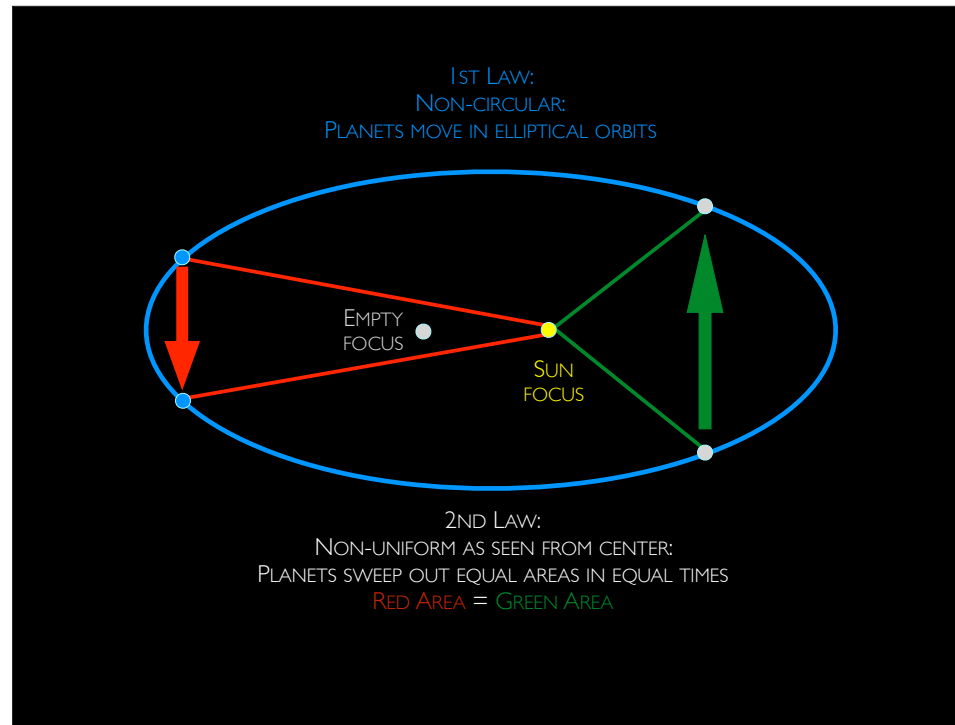 1st Law:
Non-circular:
Planets move in elliptical orbits
Empty
focus
Sun
focus
2nd Law:
Non-uniform as seen from center:
Planets sweep out equal areas in equal times
Red Area = Green Area